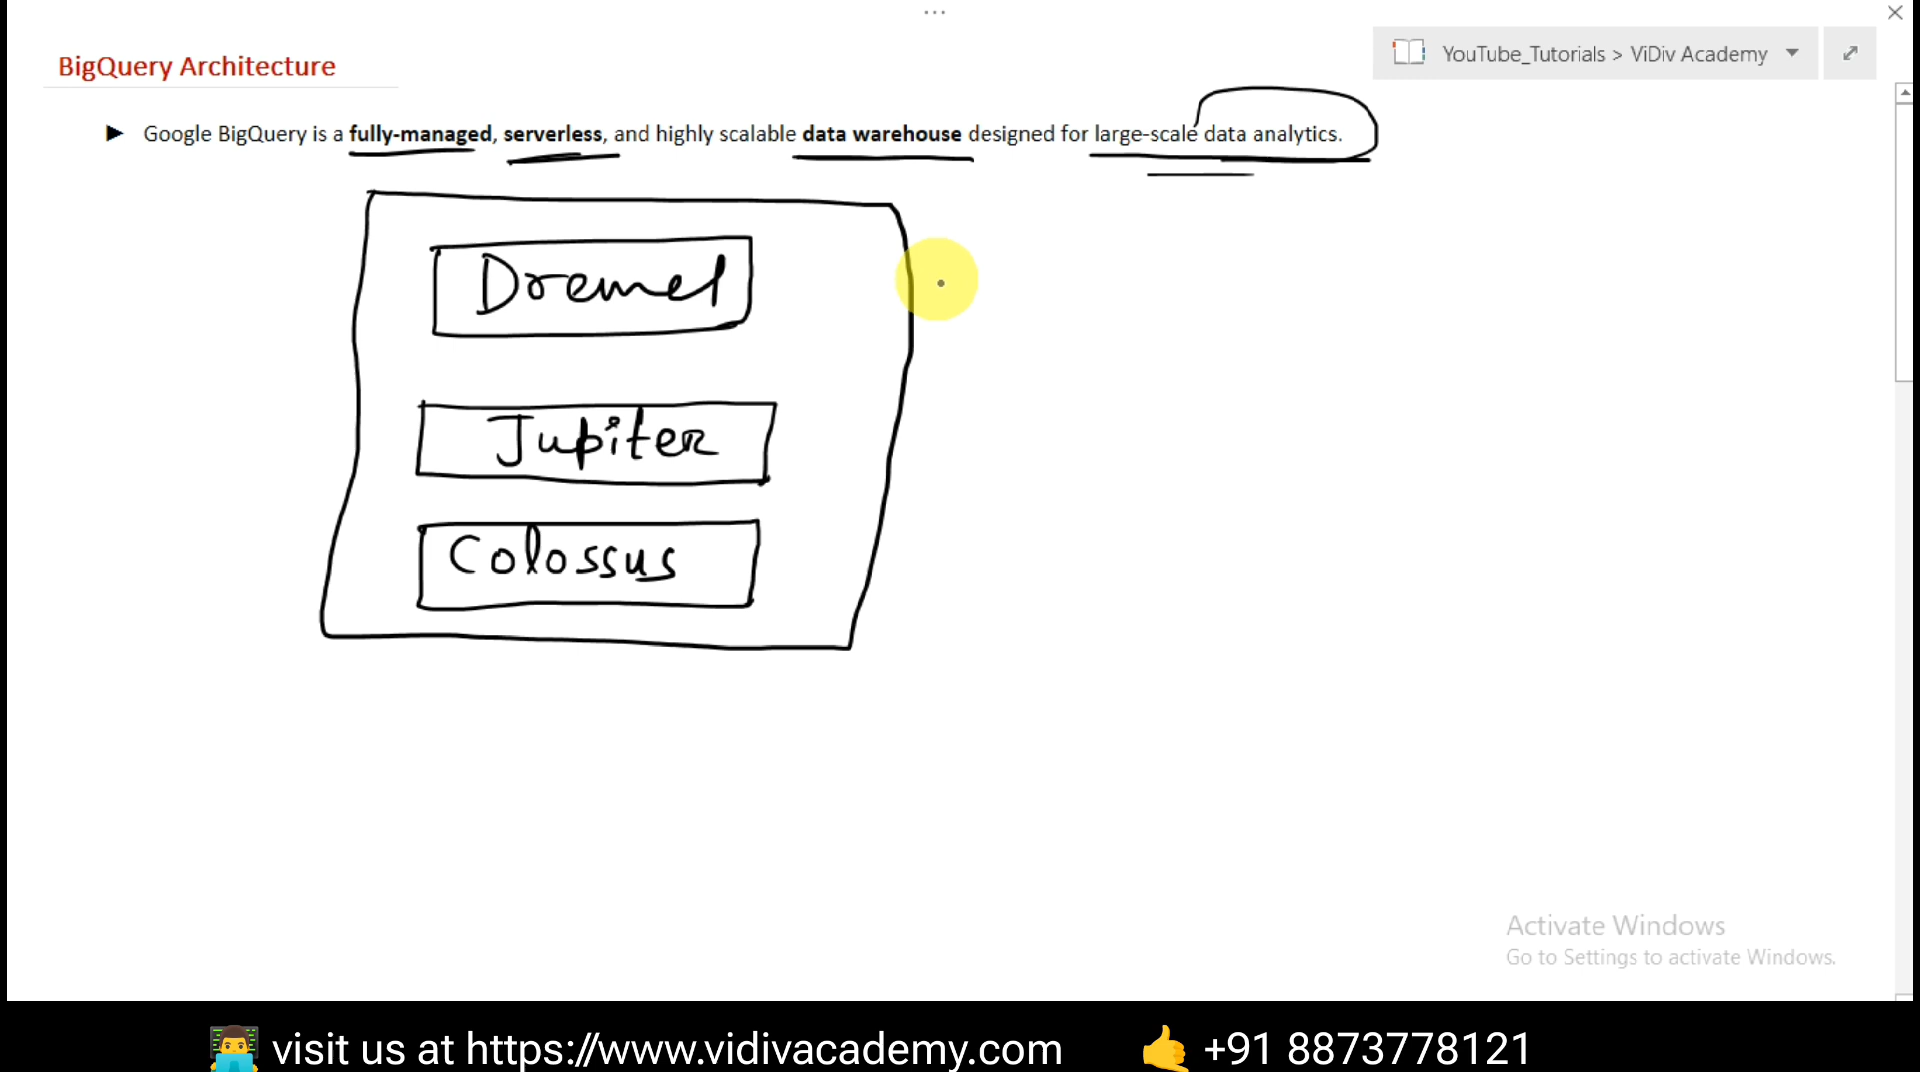 BigQuery Architecture
YouTube_Tutorials > ViDiv Academy
► Google BigQuery is a fully-managed, serverless, and highly scalable data warehouse designed for large-scale data analytics.
Dremel
Jupiter
Colossus
Activate Windows
Go to Settings to activate Windows.
visit us at https://www.vidivacademy.com
+91 8873778121